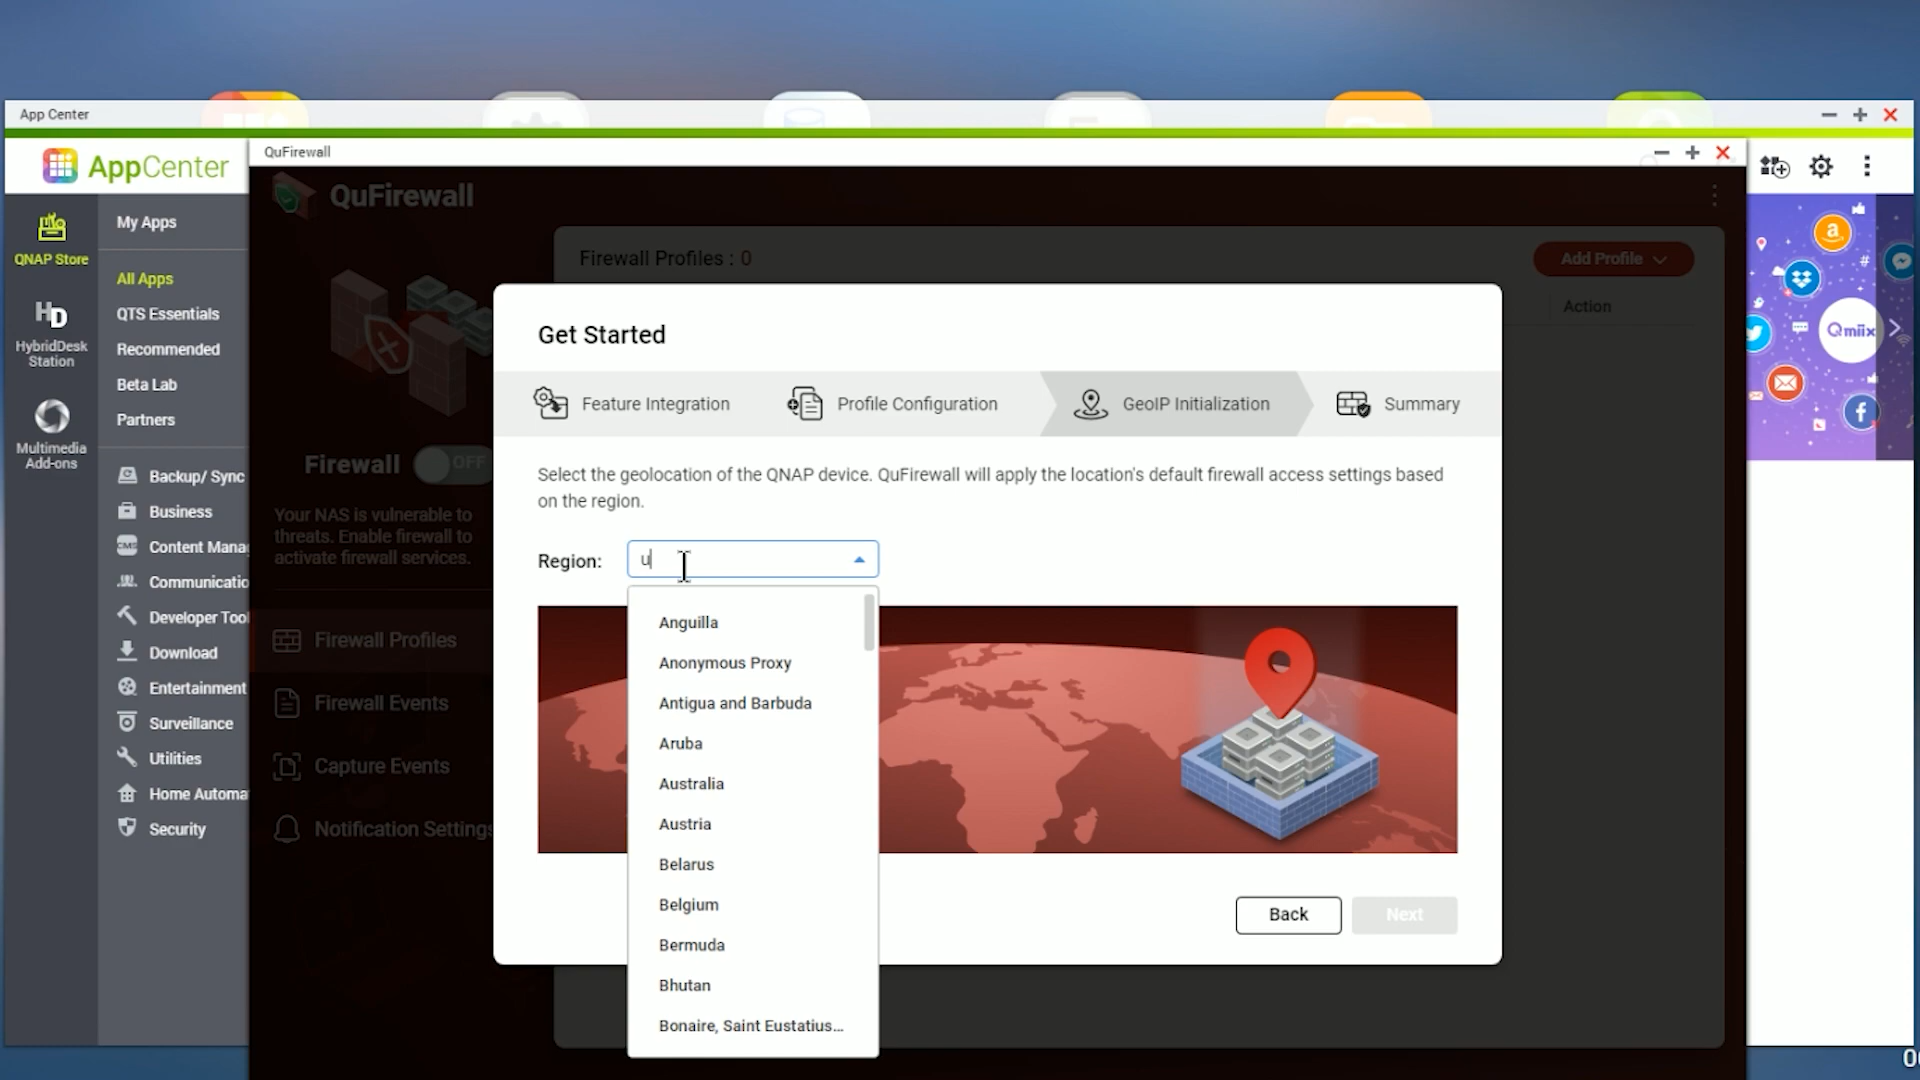 App Center
AppCenter
QNAP Store
HD
HybridDesk
Station
Multimedia
Add-ons
My Apps
All Apps
QTS Essentials
Recommended
Beta Lab
Partners
Backup/ Sync
Business
CMS
Content Mana
Communicatio
Developer Tool
Download
Entertainment
Surveillance
Utilities
Home Automa
Security
QuFirewall
QuFirewall
Firewall
OFF
Your NAS is vulnerable to
threats. Enable firewall to
activate firewall services.
Firewall Profiles
Firewall Events
Capture Events
Notification Settings
Firewall Profiles : 0
Add Profile
Action
Get Started
Feature Integration
Profile Configuration
GeoIP Initialization
Summary
Select the geolocation of the QNAP device. QuFirewall will apply the location's default firewall access settings based
on the region.
Region:
u
Anguilla
Anonymous Proxy
Antigua and Barbuda
Aruba
Australia
Austria
Belarus
Belgium
Bermuda
Bhutan
Bonaire, Saint Eustatius...
Back
Next
Qmiix